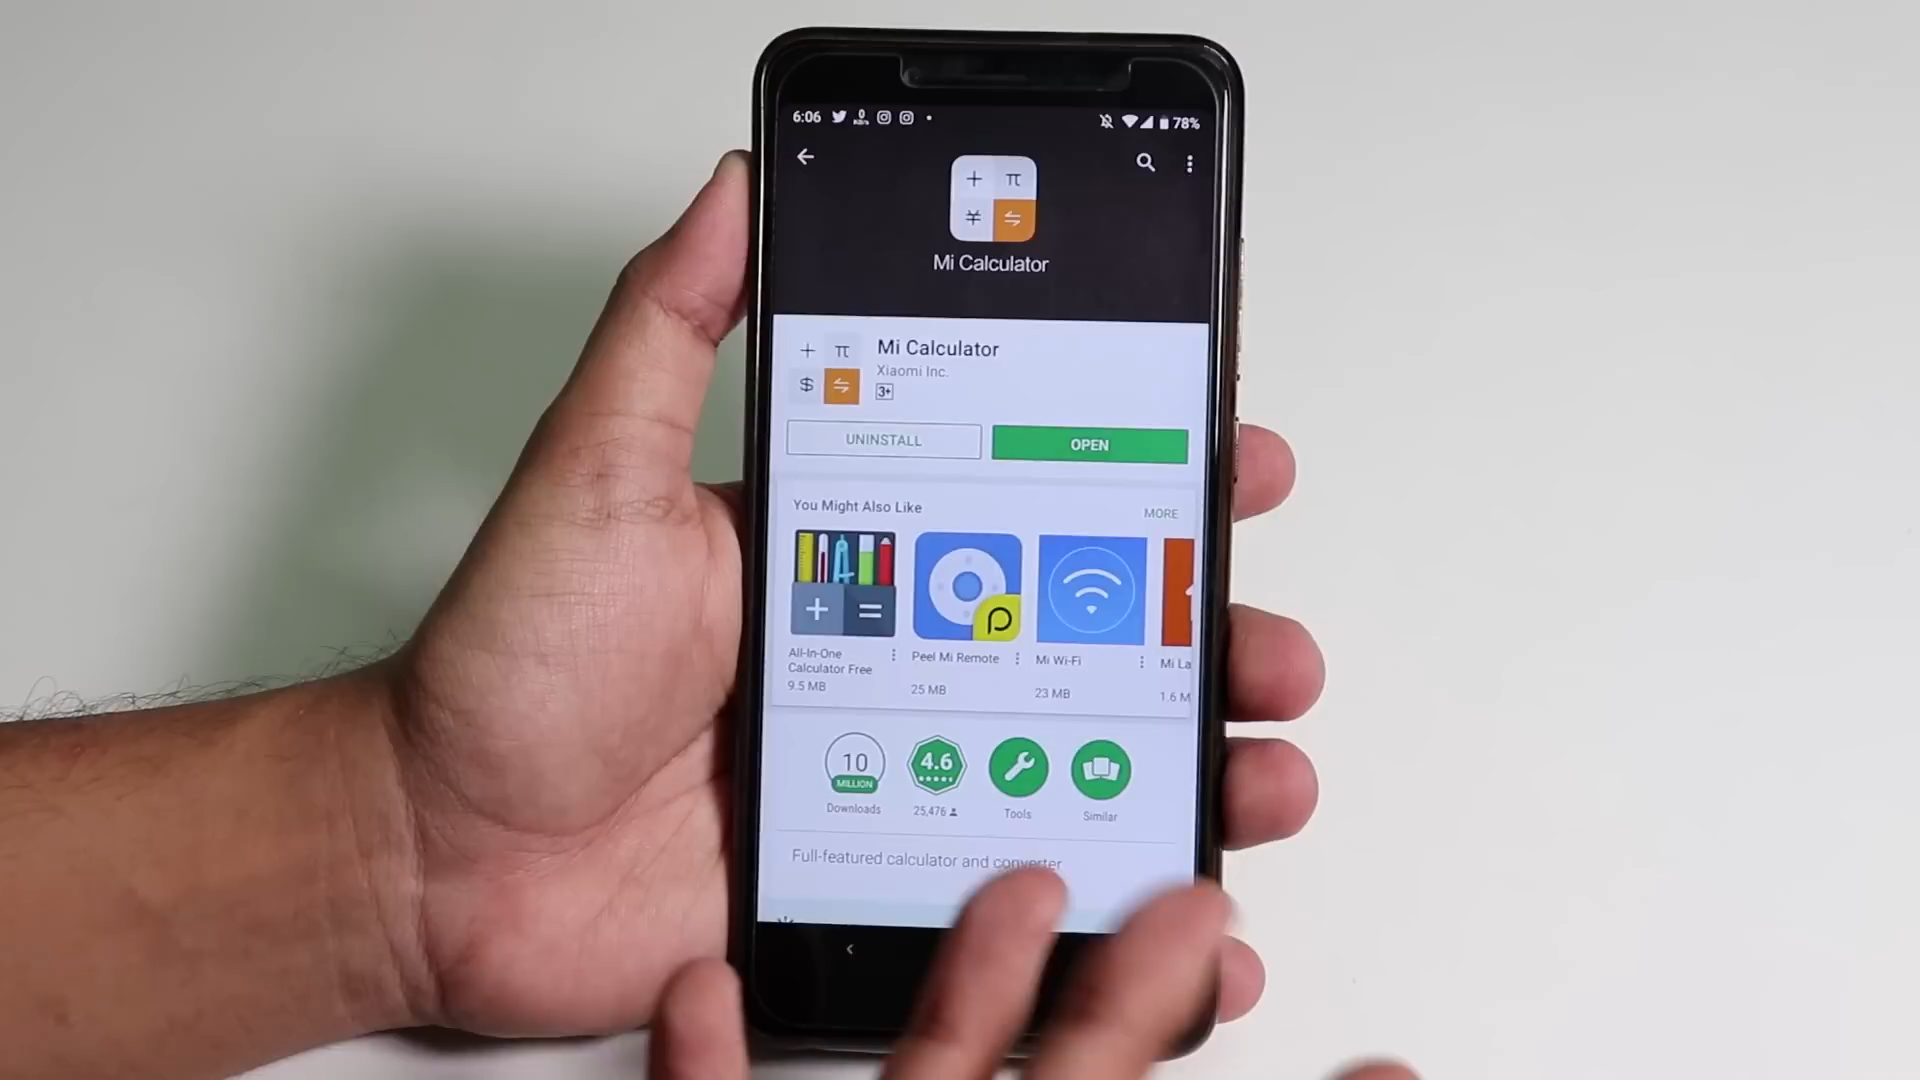 6:06 0 KB/s 78%
+ π
¥
Mi Calculator
+ π
$
Mi Calculator
Xiaomi Inc.
3+
UNINSTALL OPEN
You Might Also Like MORE
+ =
All-In-One
Calculator Free
9.5 MB
Peel Mi Remote
25 MB
Mi Wi-Fi
23 MB
Mi La
1.6 M
10
MILLION
Downloads
4.6
25,476
Tools
Similar
Full-featured calculator and converter